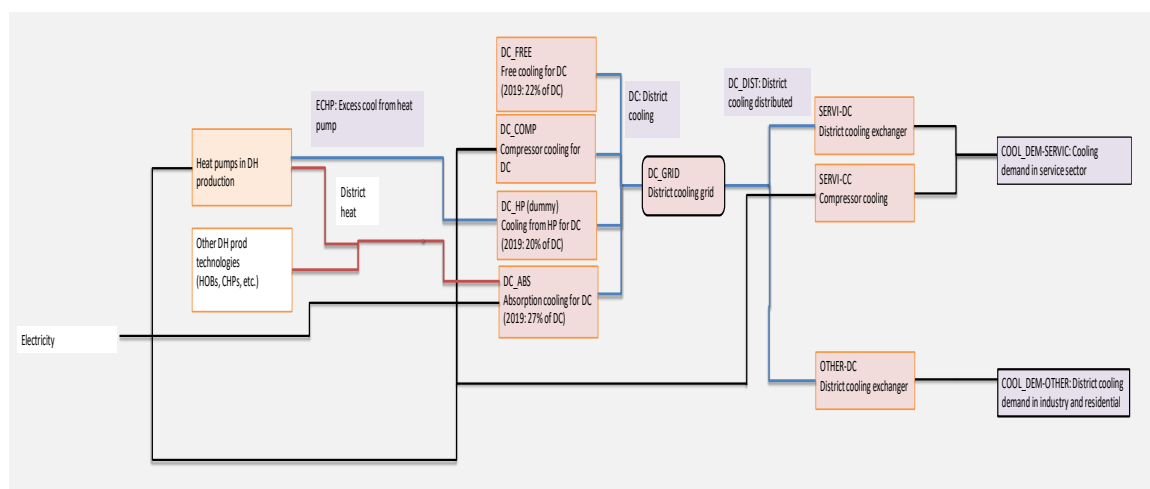 DC_FREE
Free cooling for DC
(2019: 22% of DC)
ECHP: Excess cool from heat
pump
DC: District
cooling
DC_DIST: District
cooling distributed
DC_COMP
Compressor cooling for
DC
SERVI-DC
District cooling exchanger
Heat pumps in DH
production
COOL_DEM-SERVIC: Cooling
demand in service sector
DC_GRID
District cooling grid
SERVI-CC
Compressor cooling
District
heat
DC_HP (dummy)
Cooling from HP for DC
(2019: 20% of DC)
Other DH prod
technologies
(HOBs, CHPs, etc.)
DC_ABS
Absorption cooling for DC
(2019: 27% of DC)
Electricity
OTHER-DC
District cooling exchanger
COOL_DEM-OTHER: District cooling
demand in industry and residential